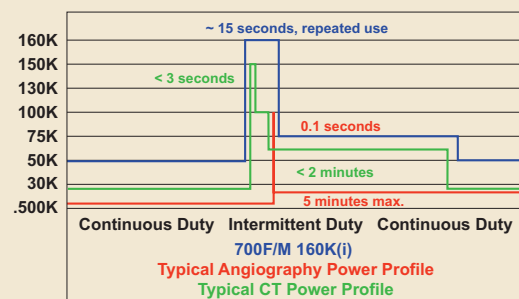 160K
~ 15 seconds, repeated use
150K
< 3 seconds
130K
100K
0.1 seconds
75K
50K
< 2 minutes
30K
5 minutes max.
.500K
Continuous Duty Intermittent Duty Continuous Duty
700F/M 160K(i)
Typical Angiography Power Profile
Typical CT Power Profile